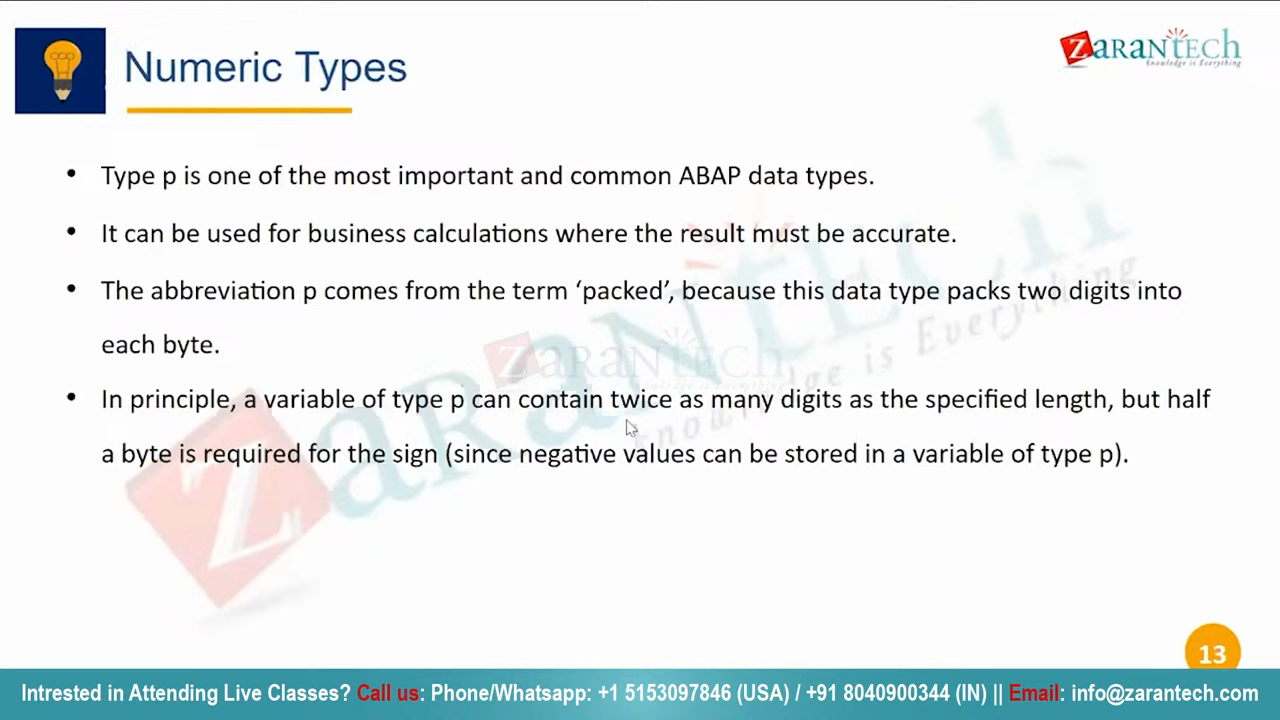 Numeric Types
ZARANTECH
Knowledge is Everything
• Type p is one of the most important and common ABAP data types.
• It can be used for business calculations where the result must be accurate.
• The abbreviation p comes from the term ‘packed’, because this data type packs two digits into
each byte.
• In principle, a variable of type p can contain twice as many digits as the specified length, but half
a byte is required for the sign (since negative values can be stored in a variable of type p).
ZARANTECH
Knowledge is Everything
ZARANTECH
13
Intrested in Attending Live Classes? Call us: Phone/Whatsapp: +1 5153097846 (USA) / +91 8040900344 (IN) || Email: info@zarantech.com